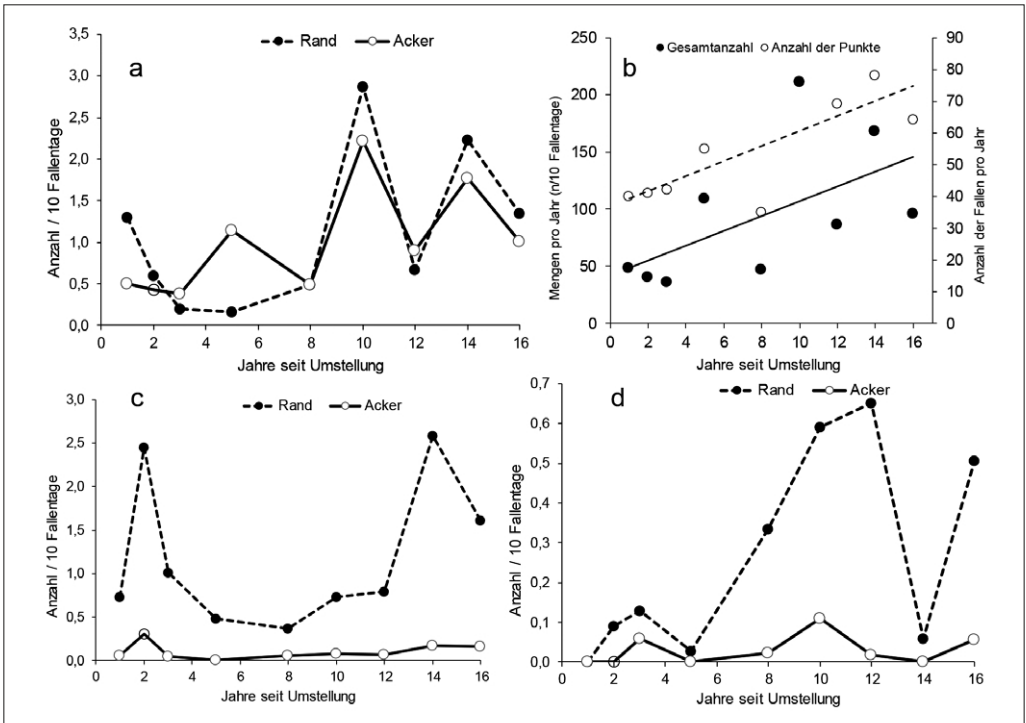 a
Rand
Acker
Anzahl / 10 Fallentage
3,5
3,0
2,5
2,0
1,5
1,0
0,5
0,0
0 2 4 6 8 10 12 14 16
Jahre seit Umstellung
b
Gesamtanzahl
Anzahl der Punkte
Mengen pro Jahr (n/10 Fallentage)
250
200
150
100
50
0
90
80
70
60
50
40
30
20
10
0
Anzahl der Fallen pro Jahr
0 2 4 6 8 10 12 14 16
Jahre seit Umstellung
c
Rand
Acker
Anzahl / 10 Fallentage
3,0
2,5
2,0
1,5
1,0
0,5
0,0
0 2 4 6 8 10 12 14 16
Jahre seit Umstellung
d
Rand
Acker
Anzahl / 10 Fallentage
0,7
0,6
0,5
0,4
0,3
0,2
0,1
0,0
0 2 4 6 8 10 12 14 16
Jahre seit Umstellung